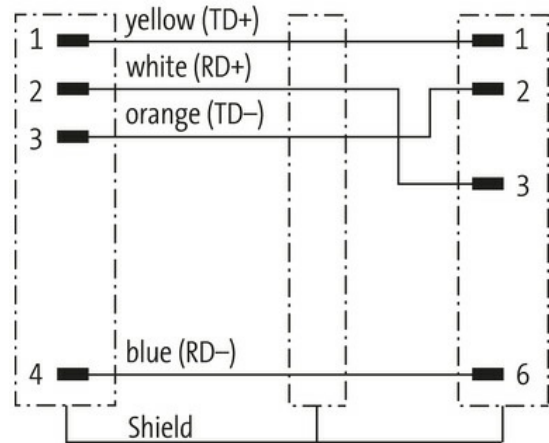 yellow (TD+)
1 1
white (RD+)
2 2
orange (TD–)
3
3
blue (RD–)
4 6
Shield